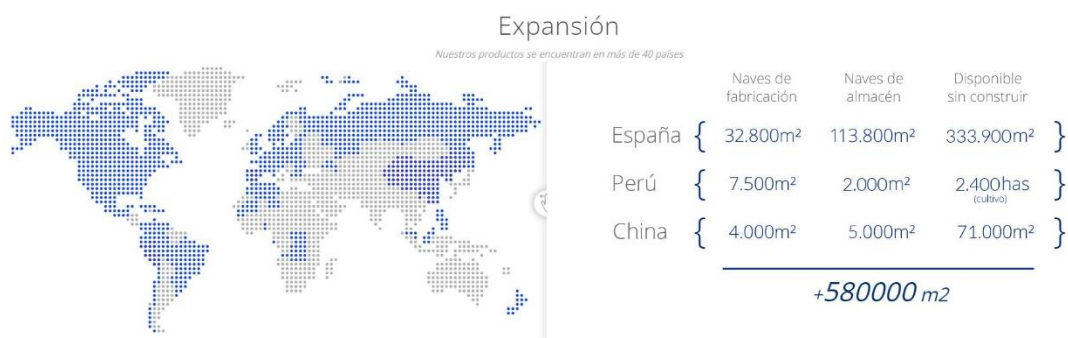 Expansión
Nuestros productos se encuentran en más de 40 países
Naves de fabricación
Naves de almacén
Disponible sin construir
España { 32.800m² 113.800m² 333.900m² }
Perú { 7.500m² 2.000m² 2.400has (cultivo) }
China { 4.000m² 5.000m² 71.000m² }
+580000 m2